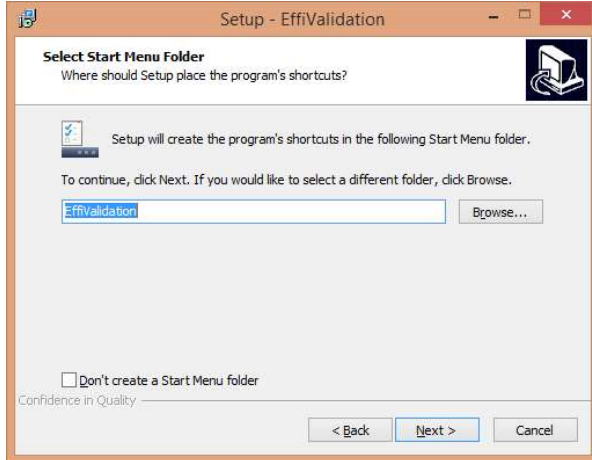 Setup - EffiValidation
Select Start Menu Folder
Where should Setup place the program's shortcuts?
Setup will create the program's shortcuts in the following Start Menu folder.
To continue, click Next. If you would like to select a different folder, click Browse.
EffiValidation
Browse...
Don't create a Start Menu folder
Confidence in Quality
< Back
Next >
Cancel